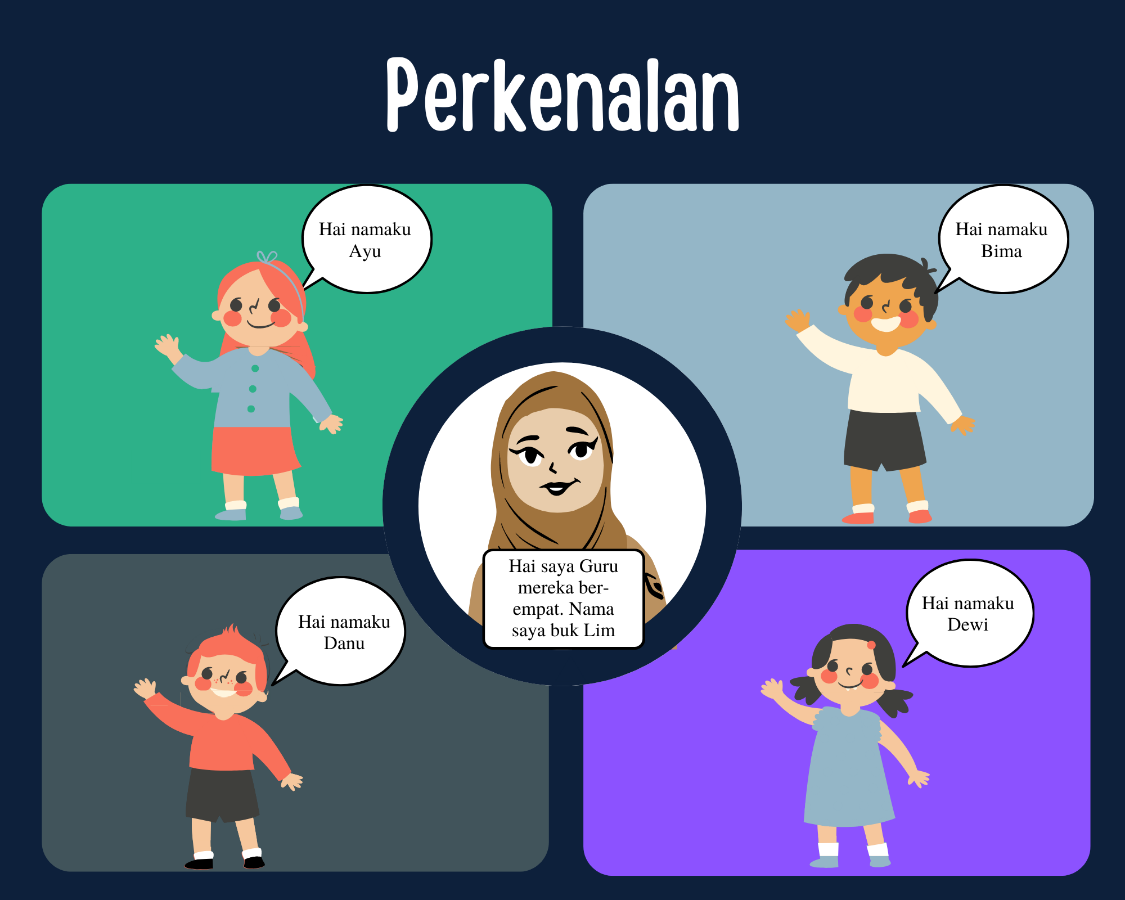 Perkenalan
Hai namaku
Ayu
Hai namaku
Bima
Hai saya Guru
mereka ber-
empat. Nama
saya buk Lim
Hai namaku
Danu
Hai namaku
Dewi